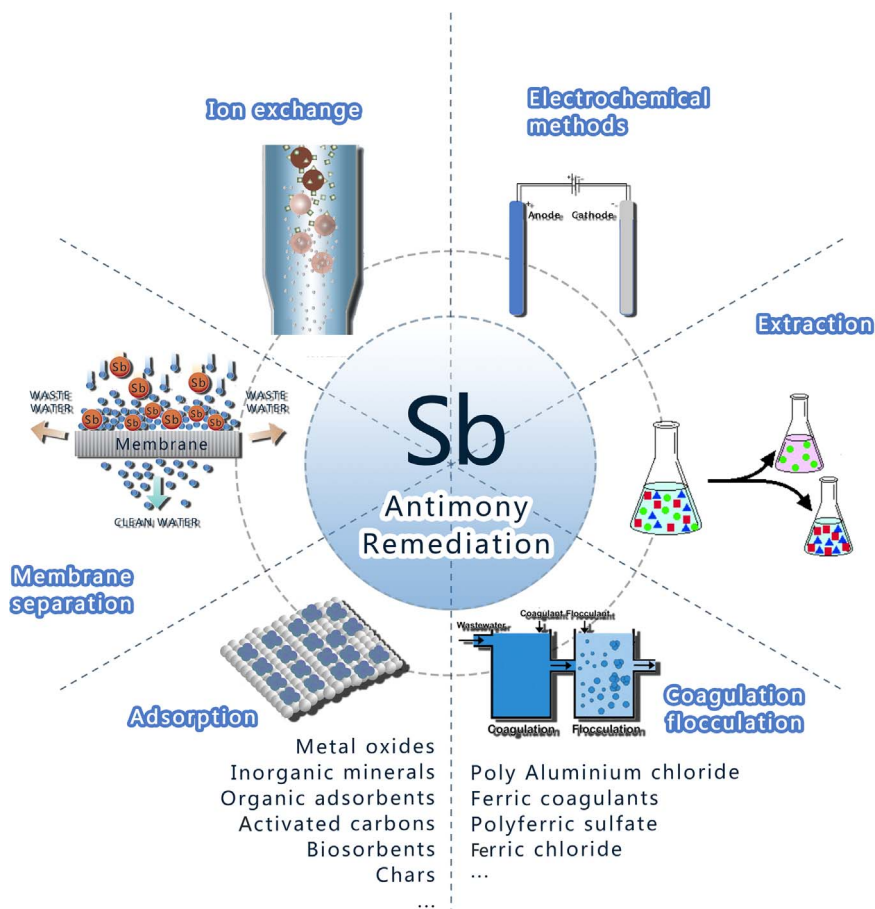 Ion exchange
Electrochemical
methods
+ -
+
Anode
Cathode
-
Extraction
Sb
Sb
Sb
WASTE
WATER
WASTE
WATER
Sb
Sb
Sb
Sb
Sb
Membrane
CLEAN WATER
Sb
Antimony
Remediation
Membrane
separation
Adsorption
Metal oxides
Inorganic minerals
Organic adsorbents
Activated carbons
Biosorbents
Chars
...
Coagulant Flocculant
Wastewater
Coagulation
Flocculation
Coagulation
flocculation
Poly Aluminium chloride
Ferric coagulants
Polyferric sulfate
Ferric chloride
...